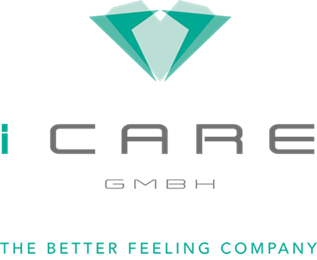 i CARE
GMBH
THE BETTER FEELING COMPANY